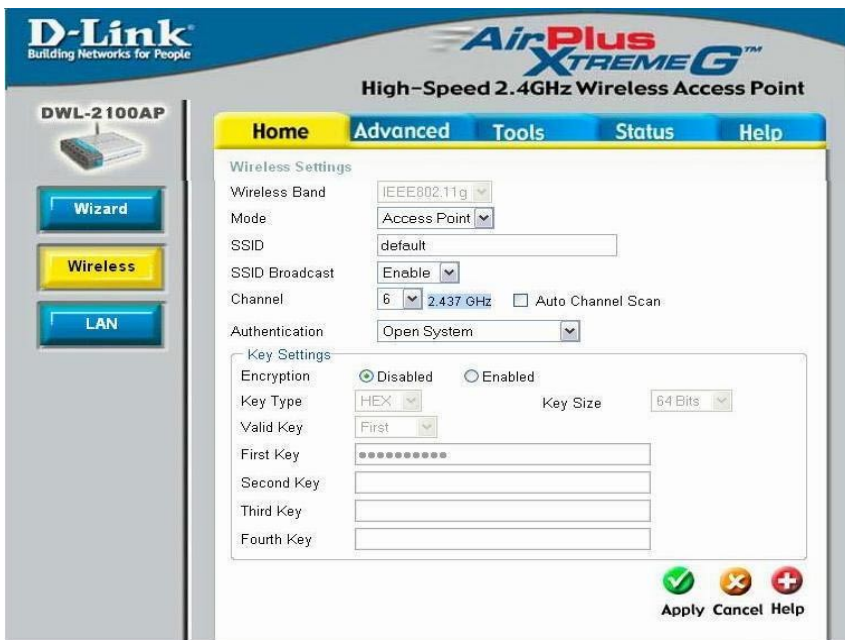 D-Link
Building Networks for People
AirPlus
XTREME G™
High-Speed 2.4GHz Wireless Access Point
DWL-2100AP
Home Advanced Tools Status Help
Wizard
Wireless
LAN
Wireless Settings
Wireless Band IEEE802.11g
Mode Access Point
SSID default
SSID Broadcast Enable
Channel 6 2.437 GHz Auto Channel Scan
Authentication Open System
Key Settings
Encryption Disabled Enabled
Key Type HEX Key Size 64 Bits
Valid Key First
First Key ●●●●●●●●●●
Second Key
Third Key
Fourth Key
Apply Cancel Help